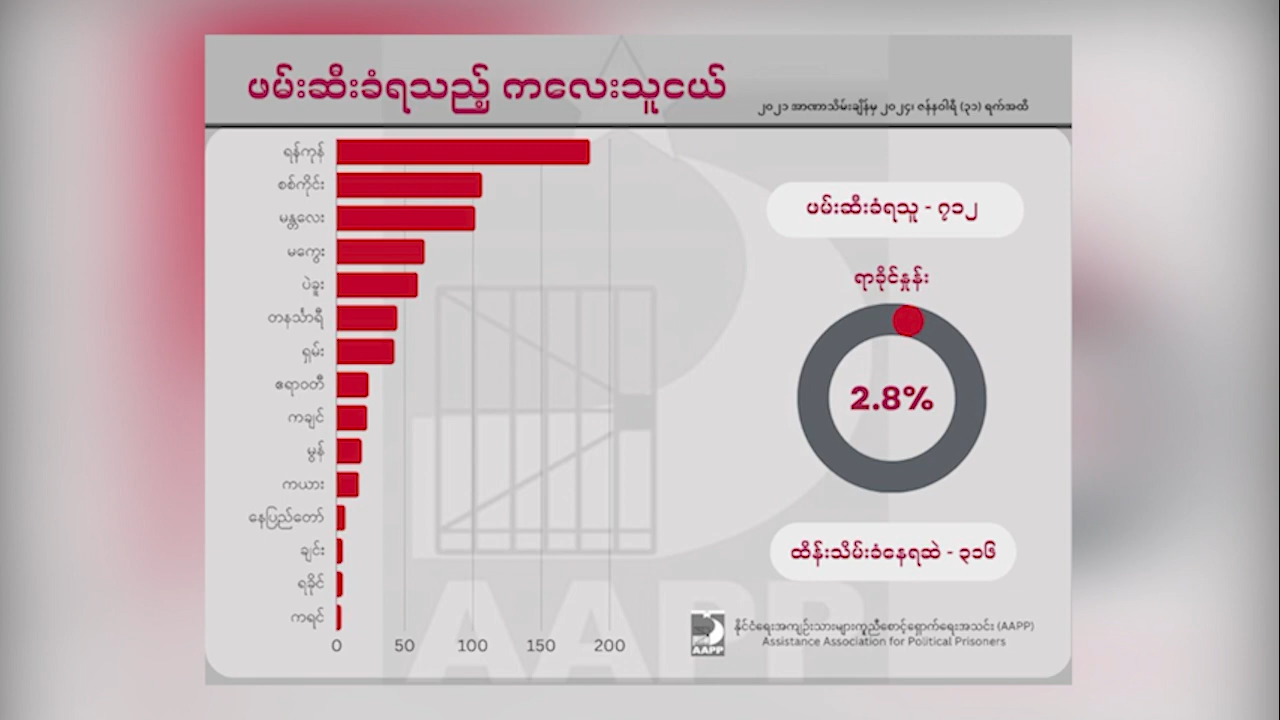 ဖမ်းဆီးခံရသည့် ကလေးသူငယ်
၂၀၂၁ အာဏာသိမ်းချိန်မှ ၂၀၂၄၊ ဇန်နဝါရီ (၃၁) ရက်အထိ
ရန်ကုန်
စစ်ကိုင်း
မန္တလေး
မကွေး
ပဲခူး
တနင်္သာရီ
ရှမ်း
ဧရာဝတီ
ကချင်
မွန်
ကယား
နေပြည်တော်
ချင်း
ရခိုင်
ကရင်
0 50 100 150 200
ဖမ်းဆီးခံရသူ - ၇၁၂
ရာခိုင်နှုန်း
2.8%
ထိန်းသိမ်းခံနေရဆဲ - ၃၁၆
နိုင်ငံရေးအကျဉ်းသားများကူညီစောင့်ရှောက်ရေးအသင်း (AAPP)
Assistance Association for Political Prisoners
AAPP
AAPP